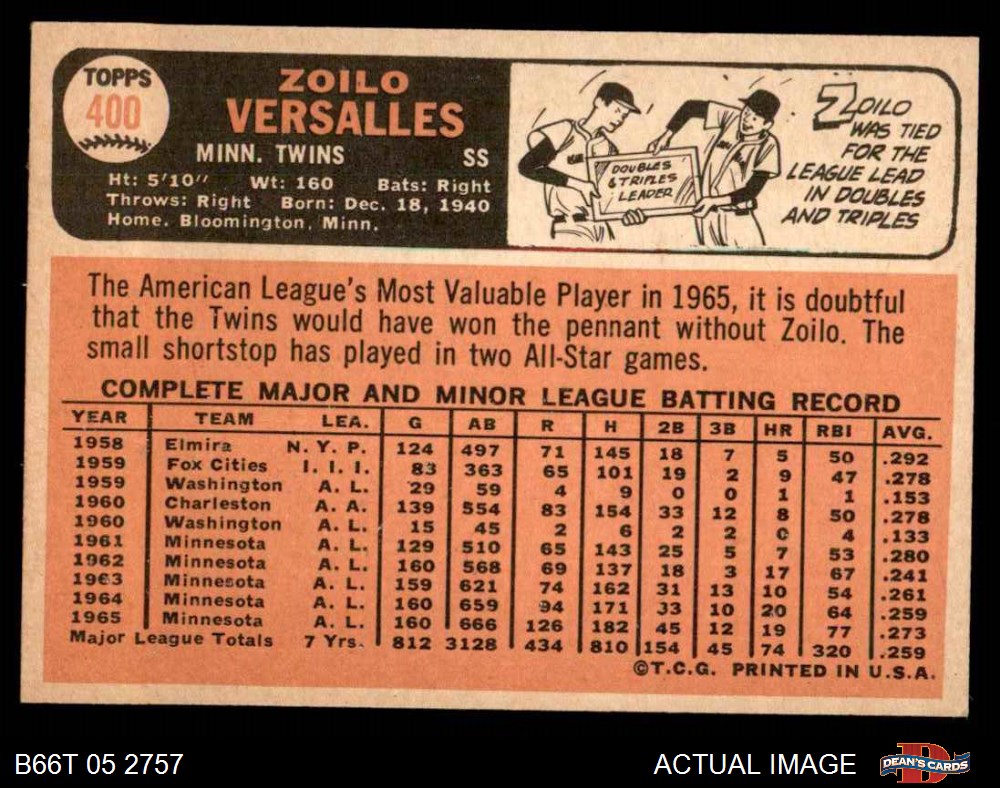 TOPPS
400
ZOILO
VERSALLES
MINN. TWINS SS
Ht: 5'10" Wt: 160 Bats: Right
Throws: Right Born: Dec. 18, 1940
Home. Bloomington, Minn.
DOUBLES
& TRIPLES
LEADER
ZOILO
WAS TIED
FOR THE
LEAGUE LEAD
IN DOUBLES
AND TRIPLES
The American League's Most Valuable Player in 1965, it is doubtful
that the Twins would have won the pennant without Zoilo. The
small shortstop has played in two All-Star games.
COMPLETE MAJOR AND MINOR LEAGUE BATTING RECORD
YEAR TEAM LEA. G AB R H 2B 3B HR RBI AVG.
1958 Elmira N. Y. P. 124 497 71 145 18 7 5 50 .292
1959 Fox Cities I. I. I. 83 363 65 101 19 2 9 47 .278
1959 Washington A. L. 29 59 4 9 0 0 1 1 .153
1960 Charleston A. A. 139 554 83 154 33 12 8 50 .278
1960 Washington A. L. 15 45 2 6 2 2 0 4 .133
1961 Minnesota A. L. 129 510 65 143 25 5 7 53 .280
1962 Minnesota A. L. 160 568 69 137 18 3 17 67 .241
1963 Minnesota A. L. 159 621 74 162 31 13 10 54 .261
1964 Minnesota A. L. 160 659 94 171 33 10 20 64 .259
1965 Minnesota A. L. 160 666 126 182 45 12 19 77 .273
Major League Totals 7 Yrs. 812 3128 434 810 154 45 74 320 .259
©T.C.G. PRINTED IN U.S.A.
B66T 05 2757 ACTUAL IMAGE
DEAN'S CARDS